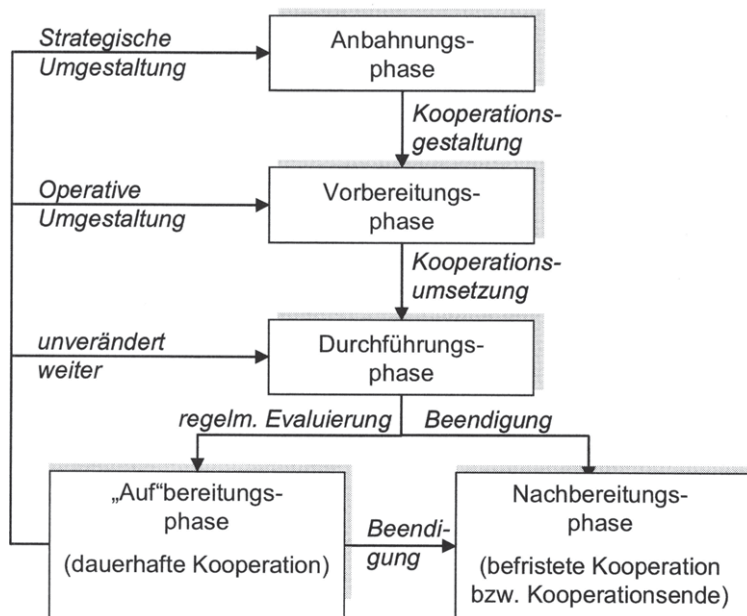 Strategische
Umgestaltung
Anbahnungs-
phase
Kooperations-
gestaltung
Operative
Umgestaltung
Vorbereitungs-
phase
Kooperations-
umsetzung
unverändert
weiter
Durchführungs-
phase
regelm. Evaluierung
Beendigung
„Auf“bereitungs-
phase
(dauerhafte Kooperation)
Beendi-
gung
Nachbereitungs-
phase
(befristete Kooperation
bzw. Kooperationsende)